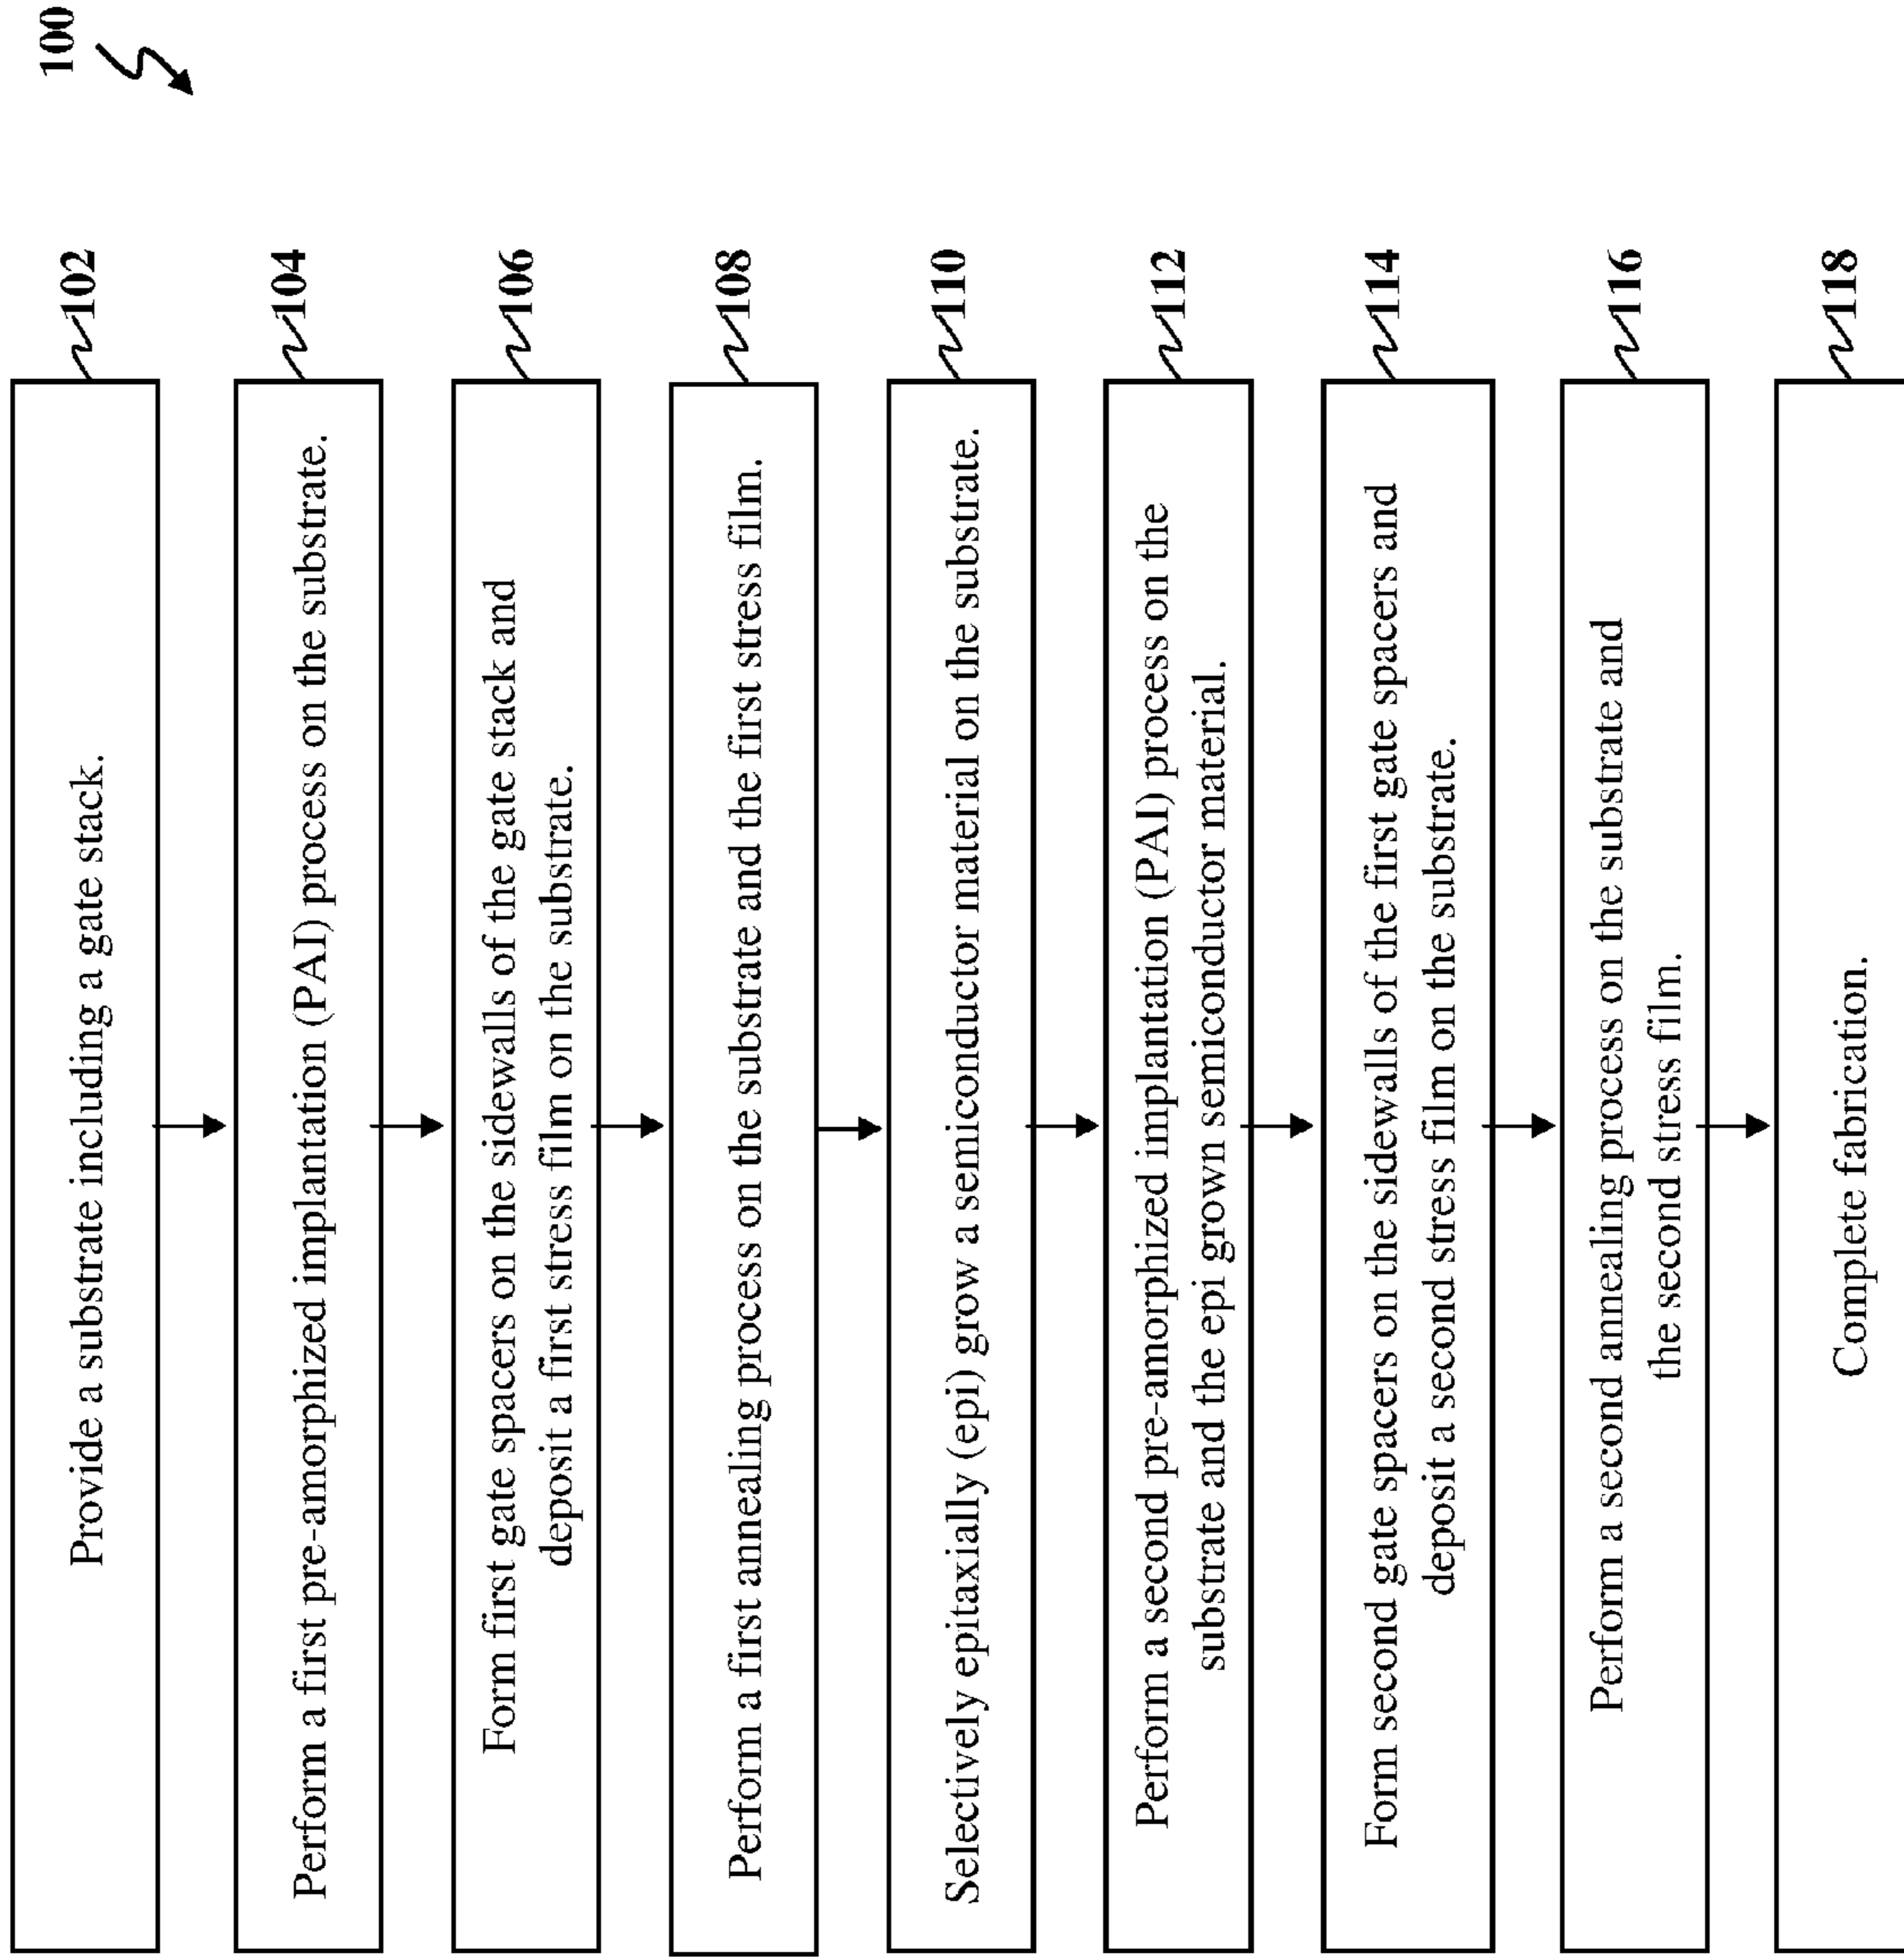 100
Provide a substrate including a gate stack.
102
Perform a first pre-amorphized implantation (PAI) process on the substrate.
104
Form first gate spacers on the sidewalls of the gate stack and
deposit a first stress film on the substrate.
106
Perform a first annealing process on the substrate and the first stress film.
108
Selectively epitaxially (epi) grow a semiconductor material on the substrate.
110
Perform a second pre-amorphized implantation (PAI) process on the
substrate and the epi grown semiconductor material.
112
Form second gate spacers on the sidewalls of the first gate spacers and
deposit a second stress film on the substrate.
114
Perform a second annealing process on the substrate and
the second stress film.
116
Complete fabrication.
118